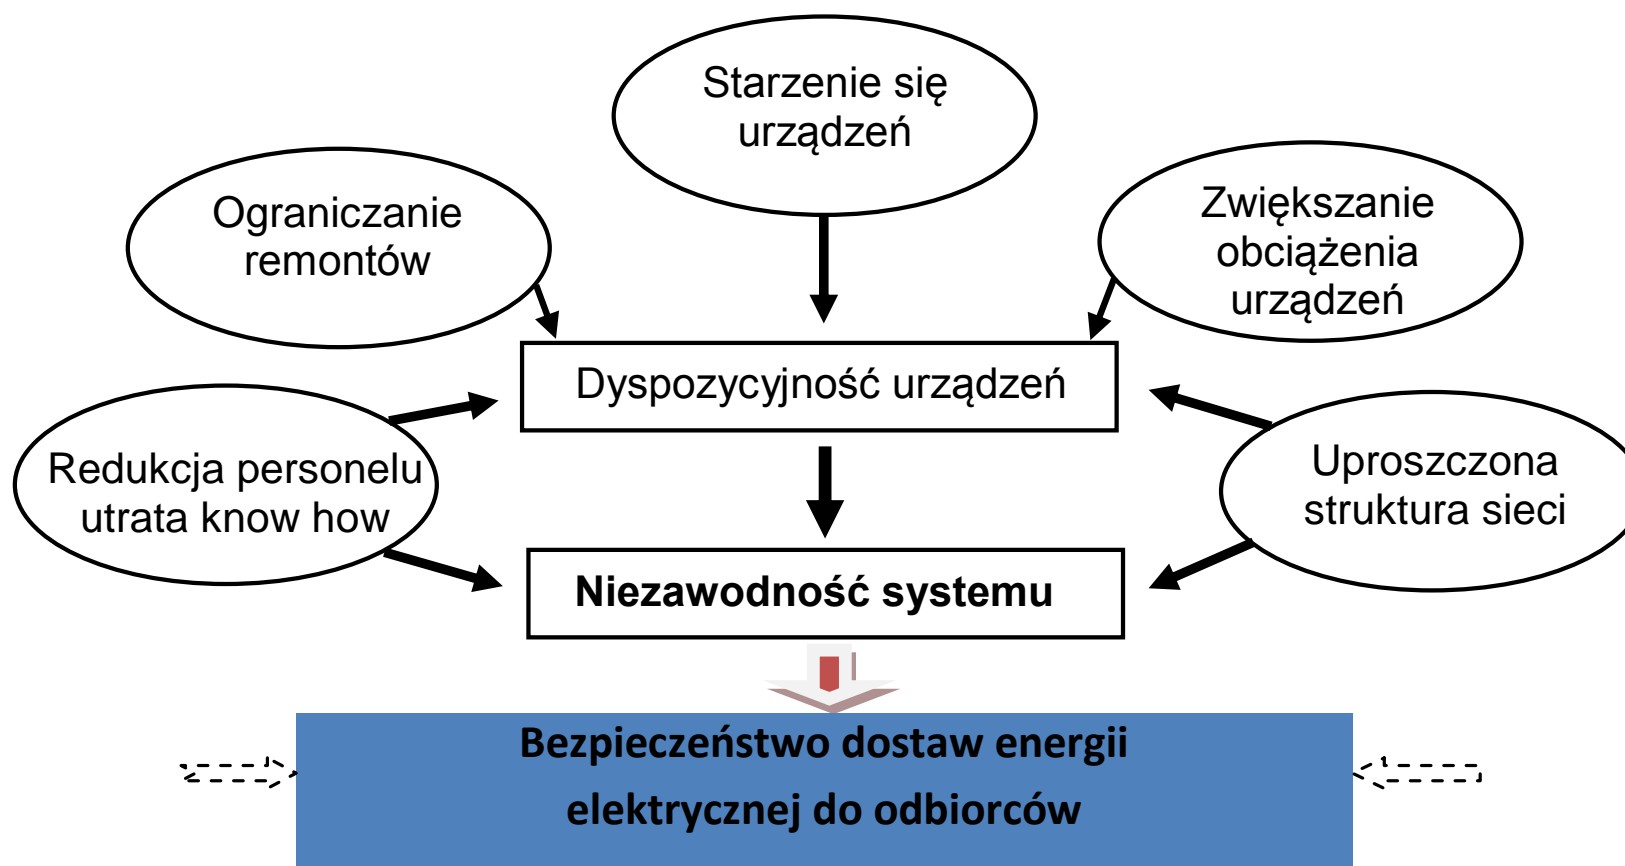 Starzenie się
urządzeń
Ograniczanie
remontów
Zwiększanie
obciążenia
urządzeń
Dyspozycyjność urządzeń
Redukcja personelu
utrata know how
Uproszczona
struktura sieci
Niezawodność systemu
Bezpieczeństwo dostaw energii
elektrycznej do odbiorców